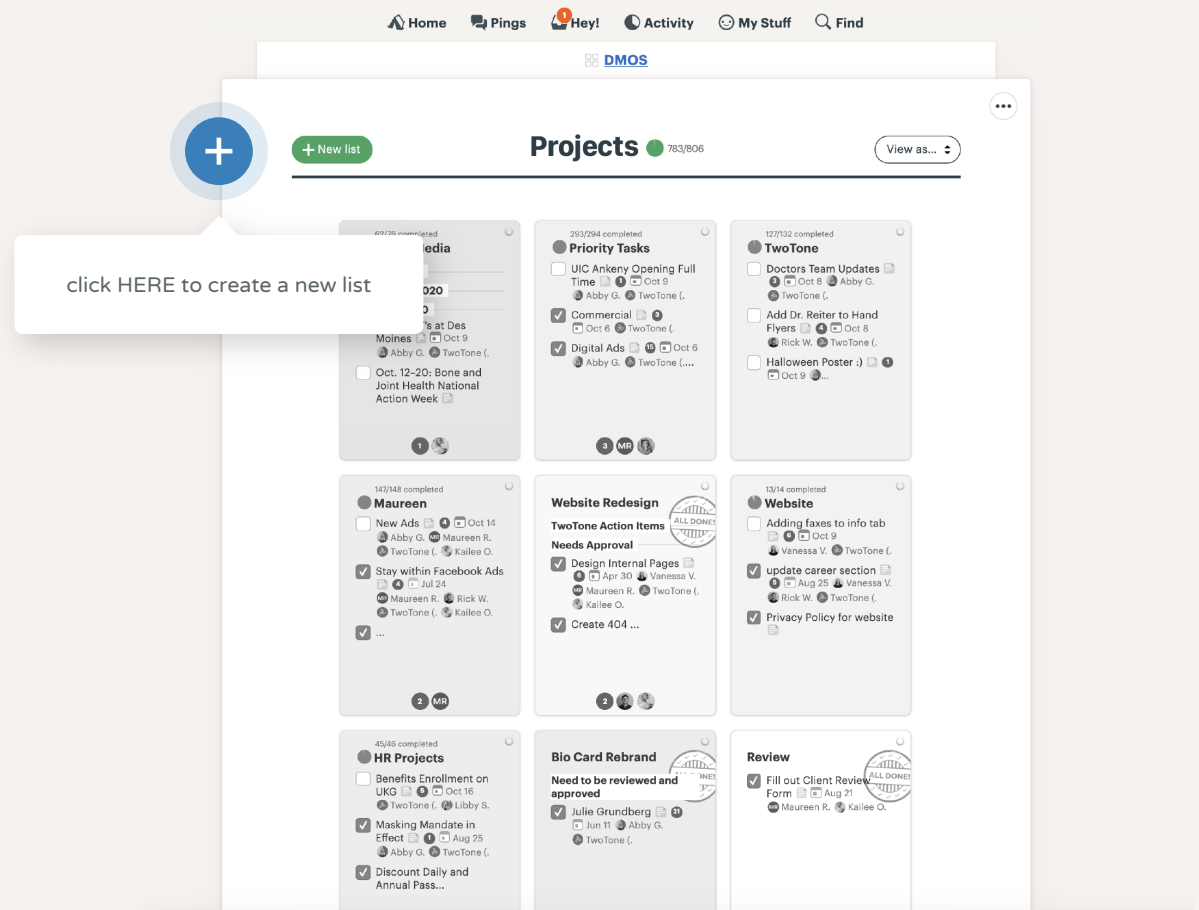 Home Pings 1 Hey! Activity My Stuff Find
DMOS
+ New list
Projects 783/806
View as...
click HERE to create a new list
62/76 completed
edia
020
0
's at Des
Moines Oct 9
Abby G. TwoTone (.
Oct. 12–20: Bone and
Joint Health National
Action Week
1
293/294 completed
Priority Tasks
UIC Ankeny Opening Full
Time 1 Oct 9
Abby G. TwoTone (.
Commercial 3
Oct 6 TwoTone (.
Digital Ads 15 Oct 6
Abby G. TwoTone (....
3 MR
127/132 completed
TwoTone
Doctors Team Updates
3 Oct 8 Abby G.
TwoTone (.
Add Dr. Reiter to Hand
Flyers 4 Oct 8
Rick W. TwoTone (.
Halloween Poster :) 1
Oct 9 ...
147/148 completed
Maureen
New Ads 4 Oct 14
Abby G. MR Maureen R.
TwoTone (. Kailee O.
Stay within Facebook Ads
4 Jul 24
MR Maureen R. Rick W.
TwoTone (. Kailee O.
...
2 MR
Website Redesign
ALL DONE!
TwoTone Action Items
Needs Approval
Design Internal Pages
6 Apr 30 Vanessa V.
MR Maureen R. TwoTone (.
Kailee O.
Create 404 ...
2
13/14 completed
Website
Adding faxes to info tab
6 Oct 9
Vanessa V. TwoTone (.
update career section
5 Aug 25 Vanessa V.
Rick W. TwoTone (.
Privacy Policy for website
45/46 completed
HR Projects
Benefits Enrollment on
UKG 5 Oct 16
TwoTone (. Libby S.
Masking Mandate in
Effect 1 Aug 25
Abby G. TwoTone (.
Discount Daily and
Annual Pass...
Bio Card Rebrand
Need to be reviewed and
approved
Julie Grundberg 21
Jun 11 Abby G.
TwoTone (.
Review
ALL DONE!
Fill out Client Review
Form Aug 21
MR Maureen R. Kailee O.